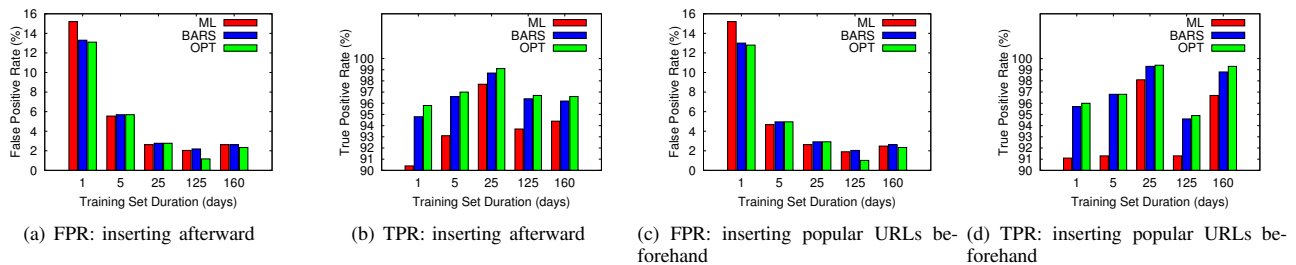 False Positive Rate (%)
16
14
12
10
8
6
4
2
0
ML
BARS
OPT
1 5 25 125 160
Training Set Duration (days)
(a) FPR: inserting afterward
True Positive Rate (%)
100
99
98
97
96
95
94
93
92
91
90
ML
BARS
OPT
1 5 25 125 160
Training Set Duration (days)
(b) TPR: inserting afterward
False Positive Rate (%)
16
14
12
10
8
6
4
2
0
ML
BARS
OPT
1 5 25 125 160
Training Set Duration (days)
(c) FPR: inserting popular URLs be-
forehand
True Positive Rate (%)
100
99
98
97
96
95
94
93
92
91
90
ML
BARS
OPT
1 5 25 125 160
Training Set Duration (days)
(d) TPR: inserting popular URLs be-
forehand